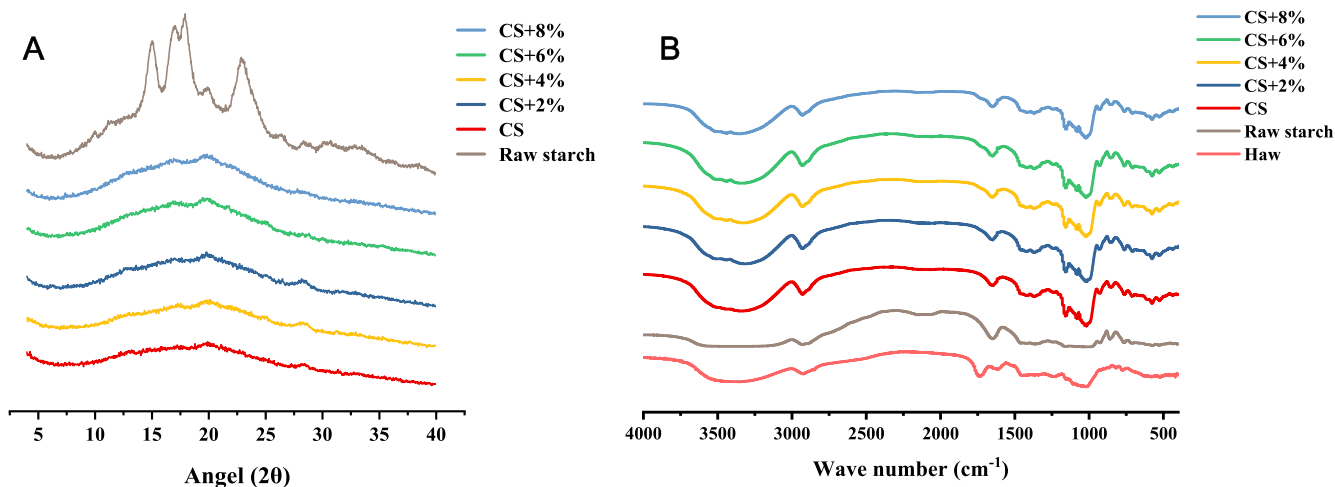 A
CS+8%
CS+6%
CS+4%
CS+2%
CS
Raw starch
5 10 15 20 25 30 35 40
Angel (2θ)
B
CS+8%
CS+6%
CS+4%
CS+2%
CS
Raw starch
Haw
4000 3500 3000 2500 2000 1500 1000 500
Wave number (cm⁻¹)